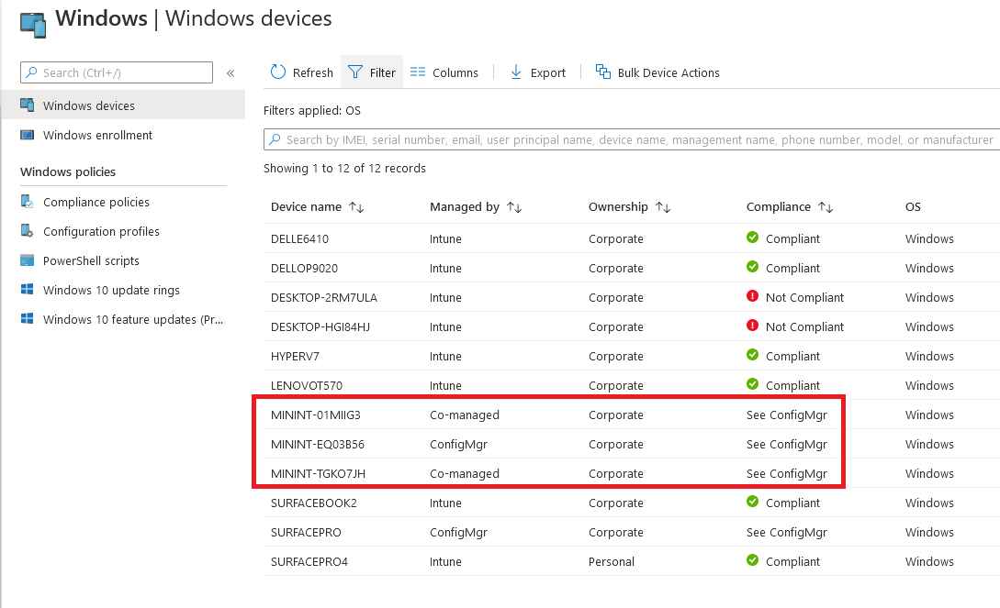 Windows | Windows devices
Search (Ctrl+/)
«
Windows devices
Windows enrollment
Windows policies
Compliance policies
Configuration profiles
PowerShell scripts
Windows 10 update rings
Windows 10 feature updates (Pr...
Refresh Filter Columns Export Bulk Device Actions
Filters applied: OS
Search by IMEI, serial number, email, user principal name, device name, management name, phone number, model, or manufacturer
Showing 1 to 12 of 12 records
Device name ↑↓ Managed by ↑↓ Ownership ↑↓ Compliance ↑↓ OS
DELLE6410 Intune Corporate Compliant Windows
DELLOP9020 Intune Corporate Compliant Windows
DESKTOP-2RM7ULA Intune Corporate Not Compliant Windows
DESKTOP-HGI84HJ Intune Corporate Not Compliant Windows
HYPERV7 Intune Corporate Compliant Windows
LENOVOT570 Intune Corporate Compliant Windows
MININT-01MIIG3 Co-managed Corporate See ConfigMgr Windows
MININT-EQ03B56 ConfigMgr Corporate See ConfigMgr Windows
MININT-TGKO7JH Co-managed Corporate See ConfigMgr Windows
SURFACEBOOK2 Intune Corporate Compliant Windows
SURFACEPRO ConfigMgr Corporate See ConfigMgr Windows
SURFACEPRO4 Intune Personal Compliant Windows